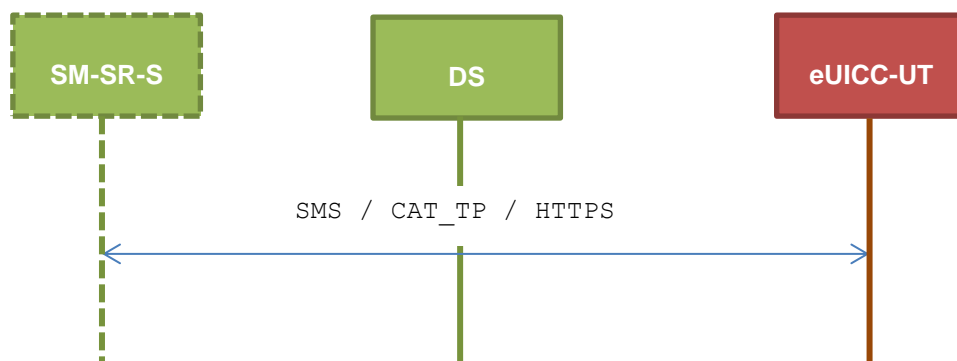 SM-SR-S
DS
eUICC-UT
SMS / CAT_TP / HTTPS